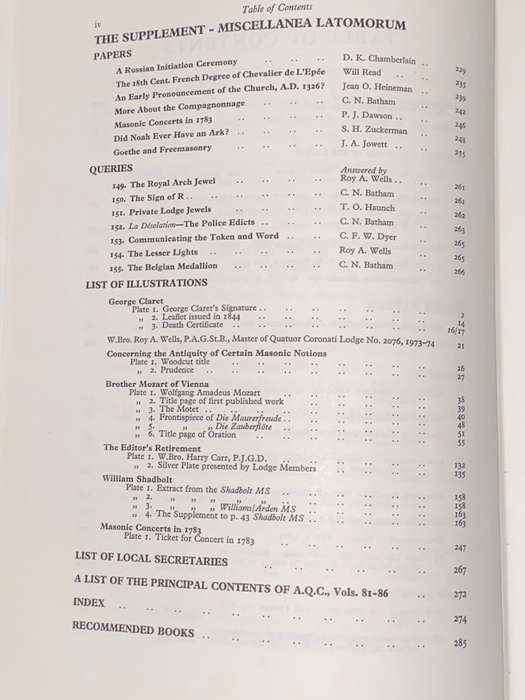 Table of Contents
iv
THE SUPPLEMENT - MISCELLANEA LATOMORUM
PAPERS
A Russian Initiation Ceremony .. .. .. D. K. Chamberlain .. 229
The 18th Cent. French Degree of Chevalier de L'Epée Will Read .. .. 235
An Early Pronouncement of the Church, A.D. 1326? Jean O. Heineman .. 239
More About the Compagnonnage .. .. .. C. N. Batham .. 242
Masonic Concerts in 1783 .. .. .. P. J. Dawson .. .. 246
Did Noah Ever Have an Ark? .. .. .. .. S. H. Zuckerman .. 248
Goethe and Freemasonry .. .. .. J. A. Jowett .. .. 255
QUERIES Answered by
149. The Royal Arch Jewel .. .. .. .. Roy A. Wells .. .. 261
150. The Sign of R. .. .. .. .. .. C. N. Batham .. 261
151. Private Lodge Jewels .. .. .. .. T. O. Haunch .. 262
152. La Désolation—The Police Edicts .. .. .. C. N. Batham .. 263
153. Communicating the Token and Word .. .. C. F. W. Dyer .. 265
154. The Lesser Lights .. .. .. .. .. Roy A. Wells .. 265
155. The Belgian Medallion .. .. .. .. C. N. Batham .. 266
LIST OF ILLUSTRATIONS
George Claret
Plate 1. George Claret's Signature .. .. .. .. .. .. 2
„ 2. Leaflet issued in 1844 .. .. .. .. .. .. 14
„ 3. Death Certificate .. .. .. .. .. .. 16/17
W.Bro. Roy A. Wells, P.A.G.St.B., Master of Quatuor Coronati Lodge No. 2076, 1973-74 21
Concerning the Antiquity of Certain Masonic Notions
Plate 1. Woodcut title .. .. .. .. .. .. 26
„ 2. Prudence .. .. .. .. .. .. 27
Brother Mozart of Vienna
Plate 1. Wolfgang Amadeus Mozart .. .. .. .. 38
„ 2. Title page of first published work .. .. .. .. 39
„ 3. The Motet .. .. .. .. .. .. 40
„ 4. Frontispiece of Die Maurerfreude .. .. .. .. 48
„ 5. „ „ Die Zauberflöte .. .. .. .. 51
„ 6. Title page of Oration .. .. .. .. .. 55
The Editor's Retirement
Plate 1. W.Bro. Harry Carr, P.J.G.D. .. .. .. .. 132
„ 2. Silver Plate presented by Lodge Members .. .. .. 135
William Shadbolt
Plate 1. Extract from the Shadbolt MS .. .. .. .. 158
„ 2. „ „ „ „ „ .. .. .. 158
„ 3. „ „ „ Williams/Arden MS .. .. .. 163
„ 4. The Supplement to p. 43 Shadbolt MS .. .. .. .. 163
Masonic Concerts in 1783
Plate 1. Ticket for Concert in 1783 .. .. .. .. 247
LIST OF LOCAL SECRETARIES .. .. .. .. .. 267
A LIST OF THE PRINCIPAL CONTENTS OF A.Q.C., Vols. 81-86 .. .. 272
INDEX .. .. .. .. .. .. .. .. .. .. 274
RECOMMENDED BOOKS .. .. .. .. .. .. .. 285